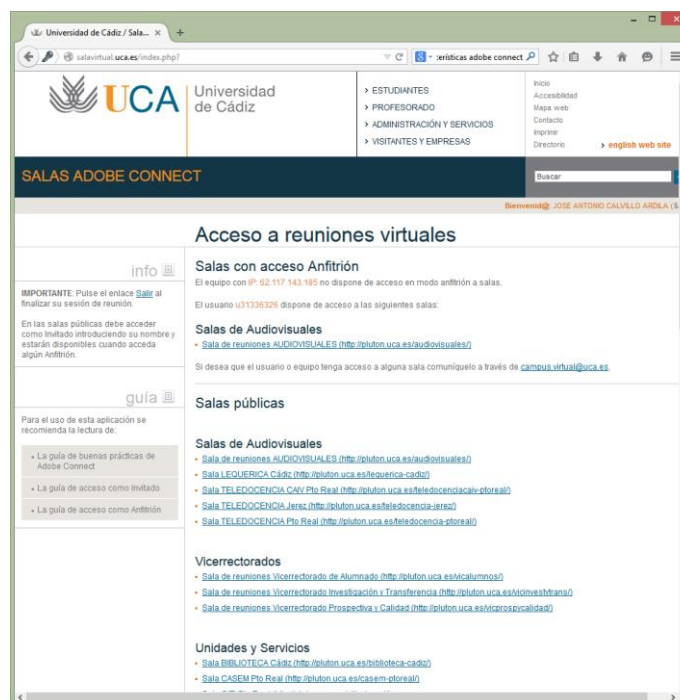 Universidad de Cádiz / Sala...
salavirtual.uca.es/index.php?
:erísticas adobe connect
UCA
Universidad
de Cádiz
ESTUDIANTES
PROFESORADO
ADMINISTRACIÓN Y SERVICIOS
VISITANTES Y EMPRESAS
Inicio
Accesibilidad
Mapa web
Contacto
Imprimir
Directorio
english web site
SALAS ADOBE CONNECT
Buscar
Bienvenid@: JOSE ANTONIO CALVILLO ARDILA (S
Acceso a reuniones virtuales
info
IMPORTANTE: Pulse el enlace Salir al
finalizar su sesión de reunión.
En las salas públicas debe acceder
como Invitado introduciendo su nombre y
estarán disponibles cuando acceda
algún Anfitrión.
guía
Para el uso de esta aplicación se
recomienda la lectura de:
La guía de buenas prácticas de
Adobe Connect
La guía de acceso como Invitado
La guía de acceso como Anfitrión
Salas con acceso Anfitrión
El equipo con IP: 62.117.143.185 no dispone de acceso en modo anfitrión a salas.
El usuario u31336326 dispone de acceso a las siguientes salas:
Salas de Audiovisuales
Sala de reuniones AUDIOVISUALES (http://pluton.uca.es/audiovisuales/)
Si desea que el usuario o equipo tenga acceso a alguna sala comuníquelo a través de campus.virtual@uca.es.
Salas públicas
Salas de Audiovisuales
Sala de reuniones AUDIOVISUALES (http://pluton.uca.es/audiovisuales/)
Sala LEQUERICA Cádiz (http://pluton.uca.es/lequerica-cadiz/)
Sala TELEDOCENCIA CAIV Pto Real (http://pluton.uca.es/teledocenciacaiv-ptoreal/)
Sala TELEDOCENCIA Jerez (http://pluton.uca.es/teledocencia-jerez/)
Sala TELEDOCENCIA Pto Real (http://pluton.uca.es/teledocencia-ptoreal/)
Vicerrectorados
Sala de reuniones Vicerrectorado de Alumnado (http://pluton.uca.es/vicalumnos/)
Sala de reuniones Vicerrectorado Investigación y Transferencia (http://pluton.uca.es/vicinvestytrans/)
Sala de reuniones Vicerrectorado Prospectiva y Calidad (http://pluton.uca.es/vicprospycalidad/)
Unidades y Servicios
Sala BIBLIOTECA Cádiz (http://pluton.uca.es/biblioteca-cadiz/)
Sala CASEM Pto Real (http://pluton.uca.es/casem-ptoreal/)